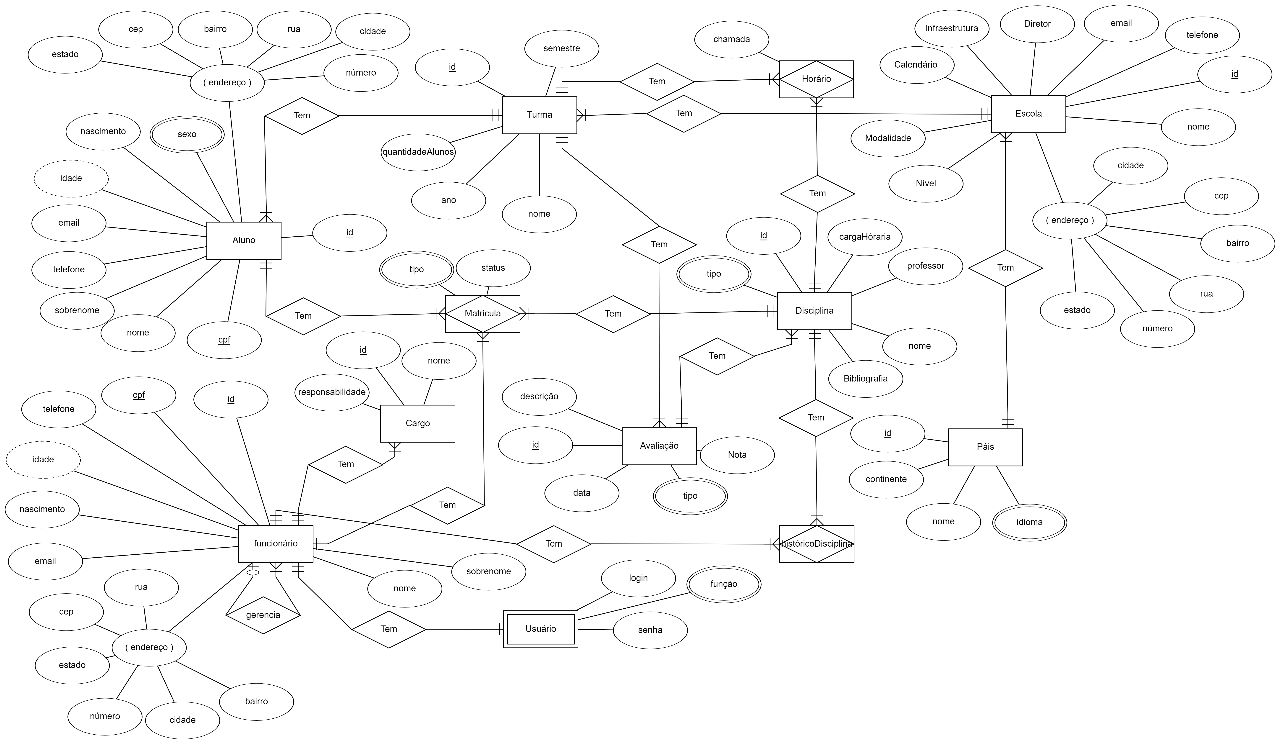 cep
bairro
rua
cidade
estado
( endereço )
número
nascimento
sexo
idade
email
telefone
sobrenome
nome
cpf
id
Aluno
Tem
id
semestre
Turma
quantidadeAlunos
ano
nome
Tem
chamada
Horário
Tem
Infraestrutura
Diretor
email
telefone
Calendário
id
Escola
nome
Modalidade
Nível
cidade
cep
( endereço )
bairro
rua
estado
número
Tem
Tem
Tem
tipo
status
Matrícula
Tem
Tem
id
cargaHóraria
tipo
professor
Disciplina
nome
Bibliografia
Tem
Tem
id
nome
responsabilidade
Cargo
Tem
Tem
descrição
id
Avaliação
Nota
data
tipo
id
Páis
continente
nome
idioma
cpf
id
telefone
idade
nascimento
email
funcionário
Tem
históricoDisciplina
sobrenome
nome
gerencia
Tem
login
função
Usuário
senha
rua
cep
( endereço )
estado
número
cidade
bairro